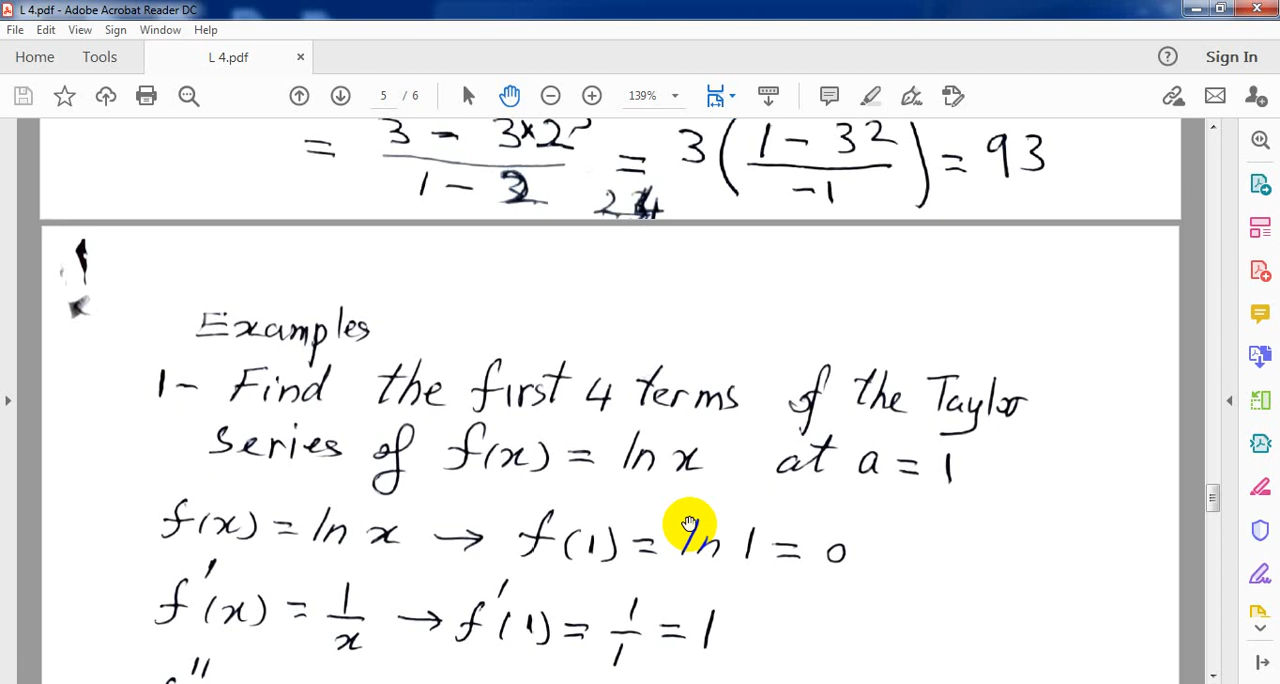 L 4.pdf - Adobe Acrobat Reader DC
File Edit View Sign Window Help
Home Tools L 4.pdf × ? Sign In
5 / 6 139%
= 3 - 3*2 / 1 - 2 = 3 ( 1 - 32 / -1 ) = 93
Examples
1- Find the first 4 terms of the Taylor
series of f(x) = ln x at a = 1
f(x) = ln x → f(1) = ln 1 = 0
f'(x) = 1/x → f'(1) = 1/1 = 1